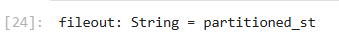 [24]: fileout: String = partitioned_st